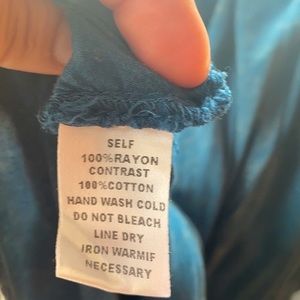 SELF
100%RAYON
CONTRAST
100%COTTON
HAND WASH COLD
DO NOT BLEACH
LINE DRY
IRON WARMIF
NECESSARY